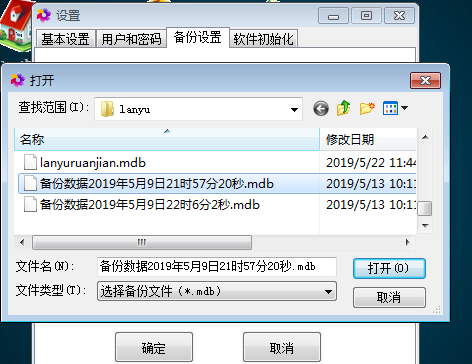 设置
基本设置 用户和密码 备份设置 软件初始化
打开
查找范围(I): lanyu
名称 修改日期
lanyuruanjian.mdb 2019/5/22 11:44
备份数据2019年5月9日21时57分20秒.mdb 2019/5/13 10:11
备份数据2019年5月9日22时6分2秒.mdb 2019/5/13 10:11
文件名(N): 备份数据2019年5月9日21时57分20秒.mdb 打开(O)
文件类型(T): 选择备份文件 (*.mdb) 取消
确定 取消